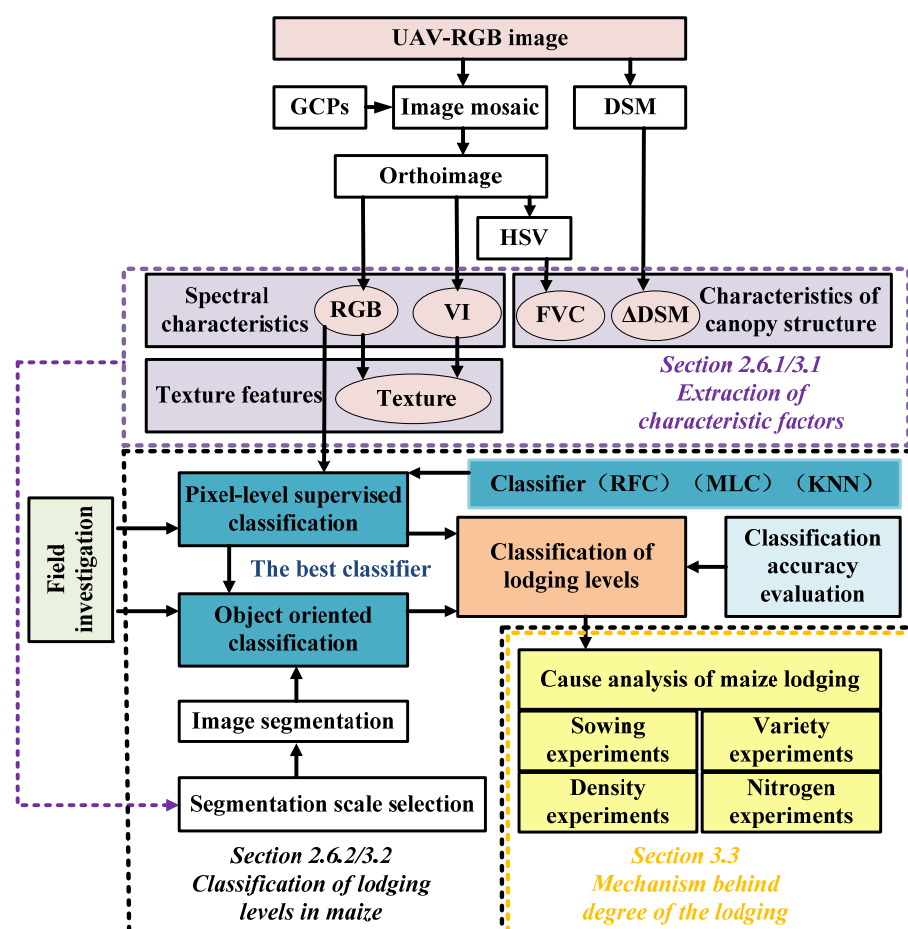 UAV-RGB image
GCPs
Image mosaic
DSM
Orthoimage
HSV
Spectral
characteristics
RGB
VI
FVC
ΔDSM
Characteristics of
canopy structure
Texture features
Texture
Section 2.6.1/3.1
Extraction of
characteristic factors
Pixel-level supervised
classification
Classifier（RFC）（MLC）（KNN）
Field
investigation
The best classifier
Classification of
lodging levels
Classification
accuracy
evaluation
Object oriented
classification
Image segmentation
Segmentation scale selection
Section 2.6.2/3.2
Classification of lodging
levels in maize
Cause analysis of maize lodging
Sowing
experiments
Variety
experiments
Density
experiments
Nitrogen
experiments
Section 3.3
Mechanism behind
degree of the lodging